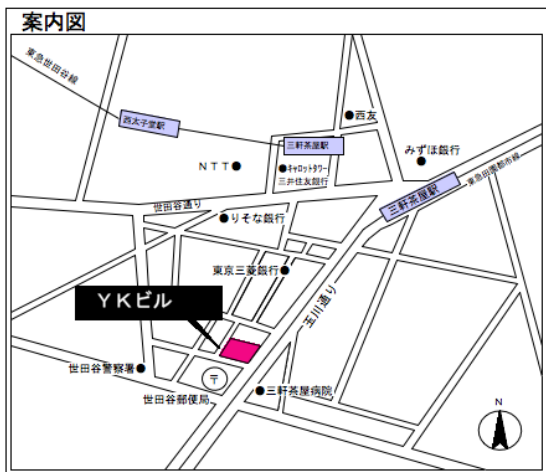 案内図
東急世田谷線
西太子堂駅
西友
三軒茶屋駅
みずほ銀行
NTT
キャロットタワー
三井住友銀行
東急田園都市線
三軒茶屋駅
世田谷通り
りそな銀行
東京三菱銀行
玉川通り
YKビル
世田谷警察署
〒
三軒茶屋病院
世田谷郵便局
N